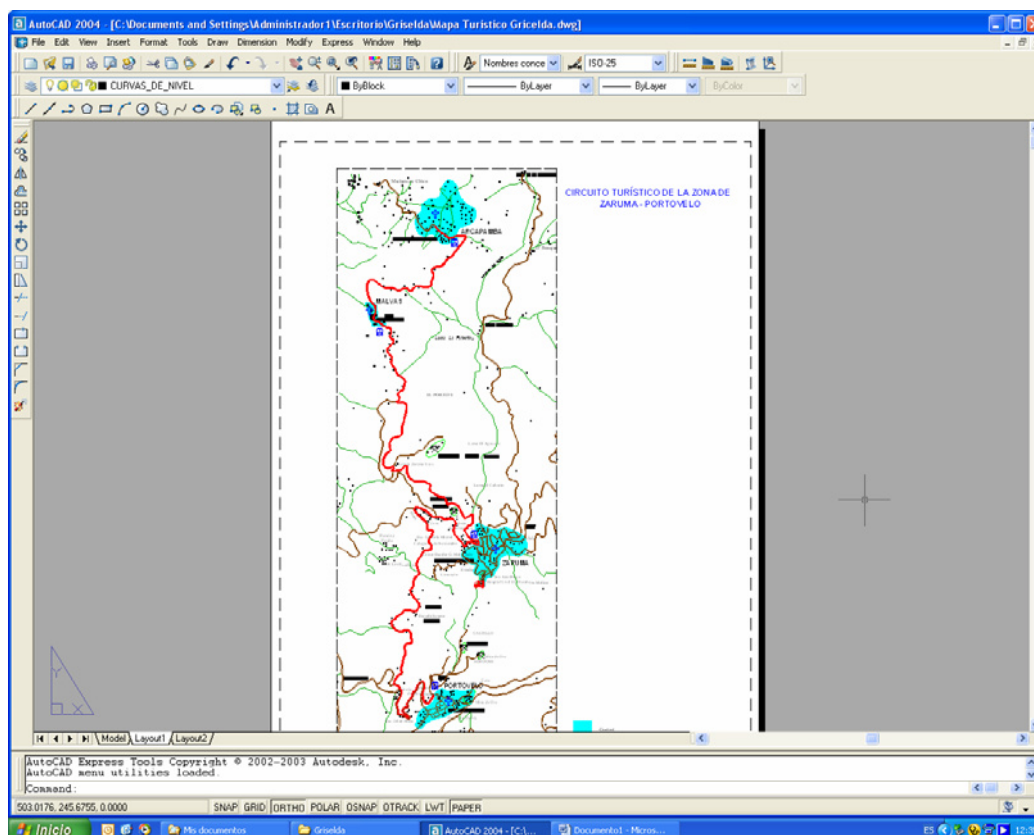 AutoCAD 2004 - [C:\Documents and Settings\Administrador1\Escritorio\Griselda\Mapa Turístico Gricelda.dwg]
File Edit View Insert Format Tools Draw Dimension Modify Express Window Help
Nombres conce ISO-25
CURVAS_DE_NIVEL ByBlock ByLayer ByLayer ByColor
A
CIRCUITO TURÍSTICO DE LA ZONA DE
ZARUMA - PORTOVELO
ARCAPAMBA
MALVAS
ZARUMA
PORTOVELO
Y
X
Model Layout1 Layout2
AutoCAD Express Tools Copyright © 2002-2003 Autodesk, Inc.
AutoCAD menu utilities loaded.
Command:
503.0176, 245.6755, 0.0000 SNAP GRID ORTHO POLAR OSNAP OTRACK LWT PAPER
Inicio Mis documentos Griselda AutoCAD 2004 - [C:\... Documento1 - Micros... ES